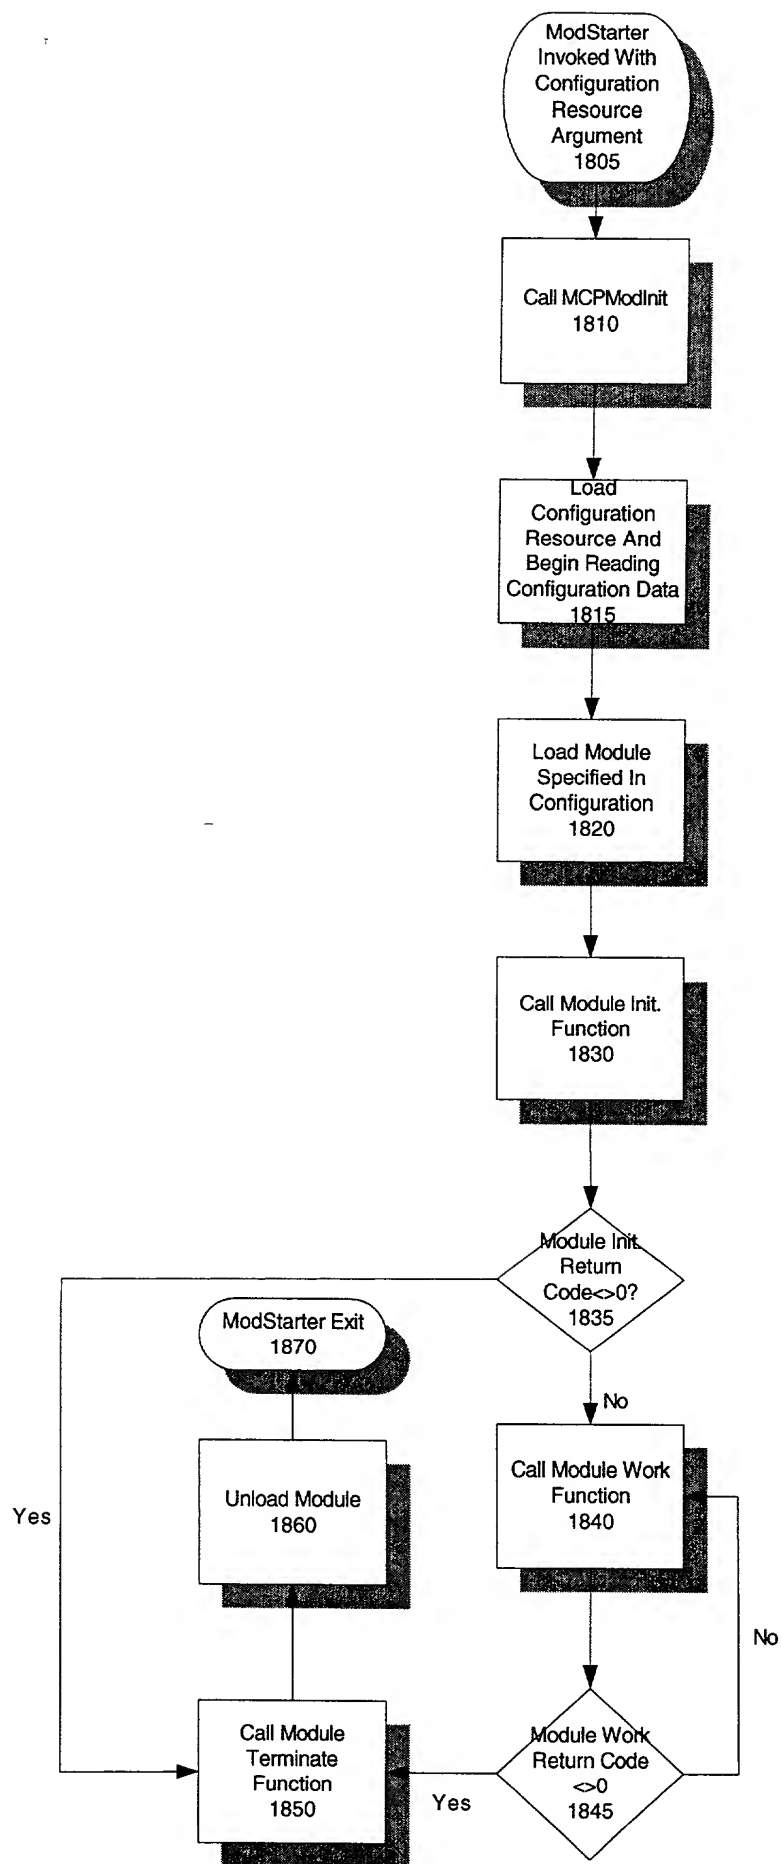 ModStarter
Invoked With
Configuration
Resource
Argument
1805
Call MCPModInit
1810
Load
Configuration
Resource And
Begin Reading
Configuration Data
1815
Load Module
Specified In
Configuration
1820
Call Module Init.
Function
1830
Module Init.
Return
Code<>0?
1835
ModStarter Exit
1870
No
Call Module Work
Function
1840
Unload Module
1860
Yes
No
Call Module
Terminate
Function
1850
Module Work
Return Code
<>0
1845
Yes